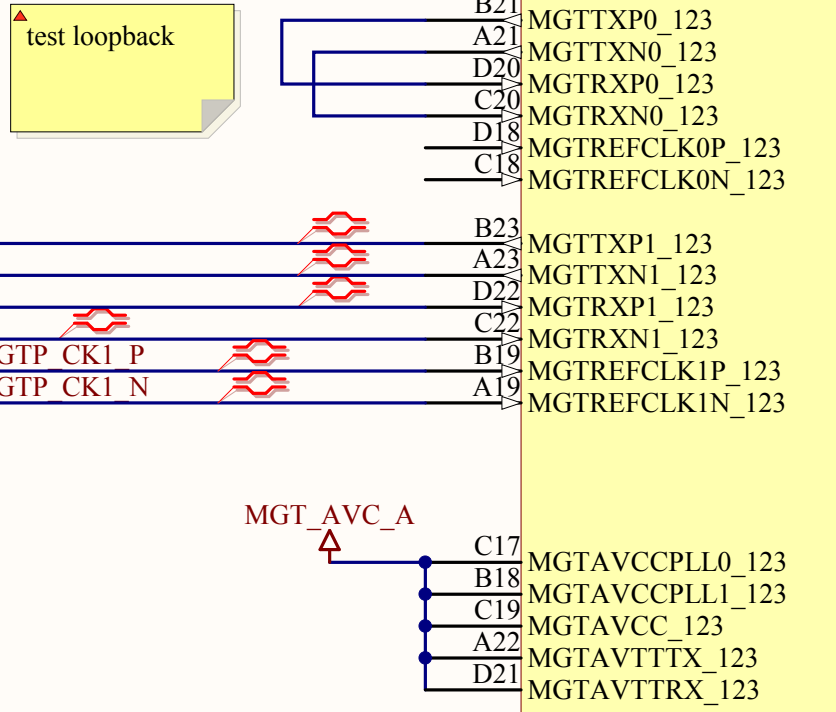 test loopback
B21 MGTTXP0_123
A21 MGTTXN0_123
D20 MGTRXP0_123
C20 MGTRXN0_123
D18 MGTREFCLK0P_123
C18 MGTREFCLK0N_123
B23 MGTTXP1_123
A23 MGTTXN1_123
D22 MGTRXP1_123
C22 MGTRXN1_123
GTP_CK1_P B19 MGTREFCLK1P_123
GTP_CK1_N A19 MGTREFCLK1N_123
MGT_AVC_A
C17 MGTAVCCPLL0_123
B18 MGTAVCCPLL1_123
C19 MGTAVCC_123
A22 MGTAVTTTX_123
D21 MGTAVTTRX_123